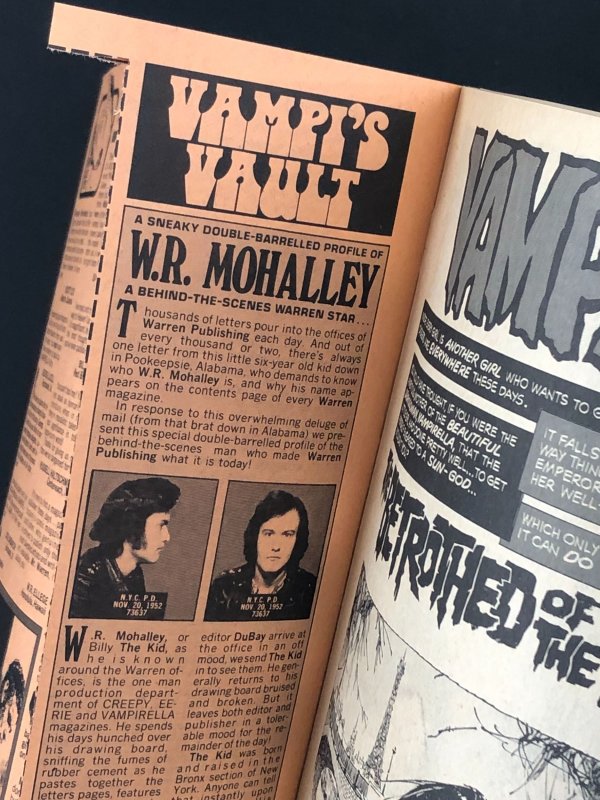 VAMPI'S
VAULT
A SNEAKY DOUBLE-BARRELLED PROFILE OF
W.R. MOHALLEY
A BEHIND-THE-SCENES WARREN STAR...
Thousands of letters pour into the offices of
Warren Publishing each day. And out of
every thousand or two, there's always
one letter from this little six-year old kid down
in Pookeepsie, Alabama, who demands to know
who W.R. Mohalley is, and why his name ap-
pears on the contents page of every Warren
magazine.
In response to this overwhelming deluge of
mail (from that brat down in Alabama) we pre-
sent this special double-barrelled profile of the
behind-the-scenes man who made Warren
Publishing what it is today!
N.Y.C. P.D.
NOV. 20, 1952
73637
N.Y.C. P.D.
NOV. 20, 1952
73637
W.R. Mohalley, or
Billy The Kid, as
he is known
around the Warren of-
fices, is the one man
production depart-
ment of CREEPY, EE-
RIE and VAMPIRELLA
magazines. He spends
his days hunched over
his drawing board,
sniffing the fumes of
rubber cement as he
pastes together the
letters pages, features
editor DuBay arrive at
the office in an off
mood, we send The Kid
in to see them. He gen-
erally returns to his
drawing board bruised
and broken. But it
leaves both editor and
publisher in a toler-
able mood for the re-
mainder of the day!
The Kid was born
and raised in the
Bronx section of New
York. Anyone can tell
that instantly upon
VAMP
IS ANOTHER GIRL WHO WANTS TO G
EVERYWHERE THESE DAYS.
THOUGHT, IF YOU WERE THE
OF THE BEAUTIFUL
VAMPIRELLA, THAT
PRETTY WELL...TO GET
TO A SUN-GOD...
IT FALLS
WAY THIN
EMPEROR
HER WELL-
WHICH ONLY
IT CAN DO
BETROTHED OF
THE